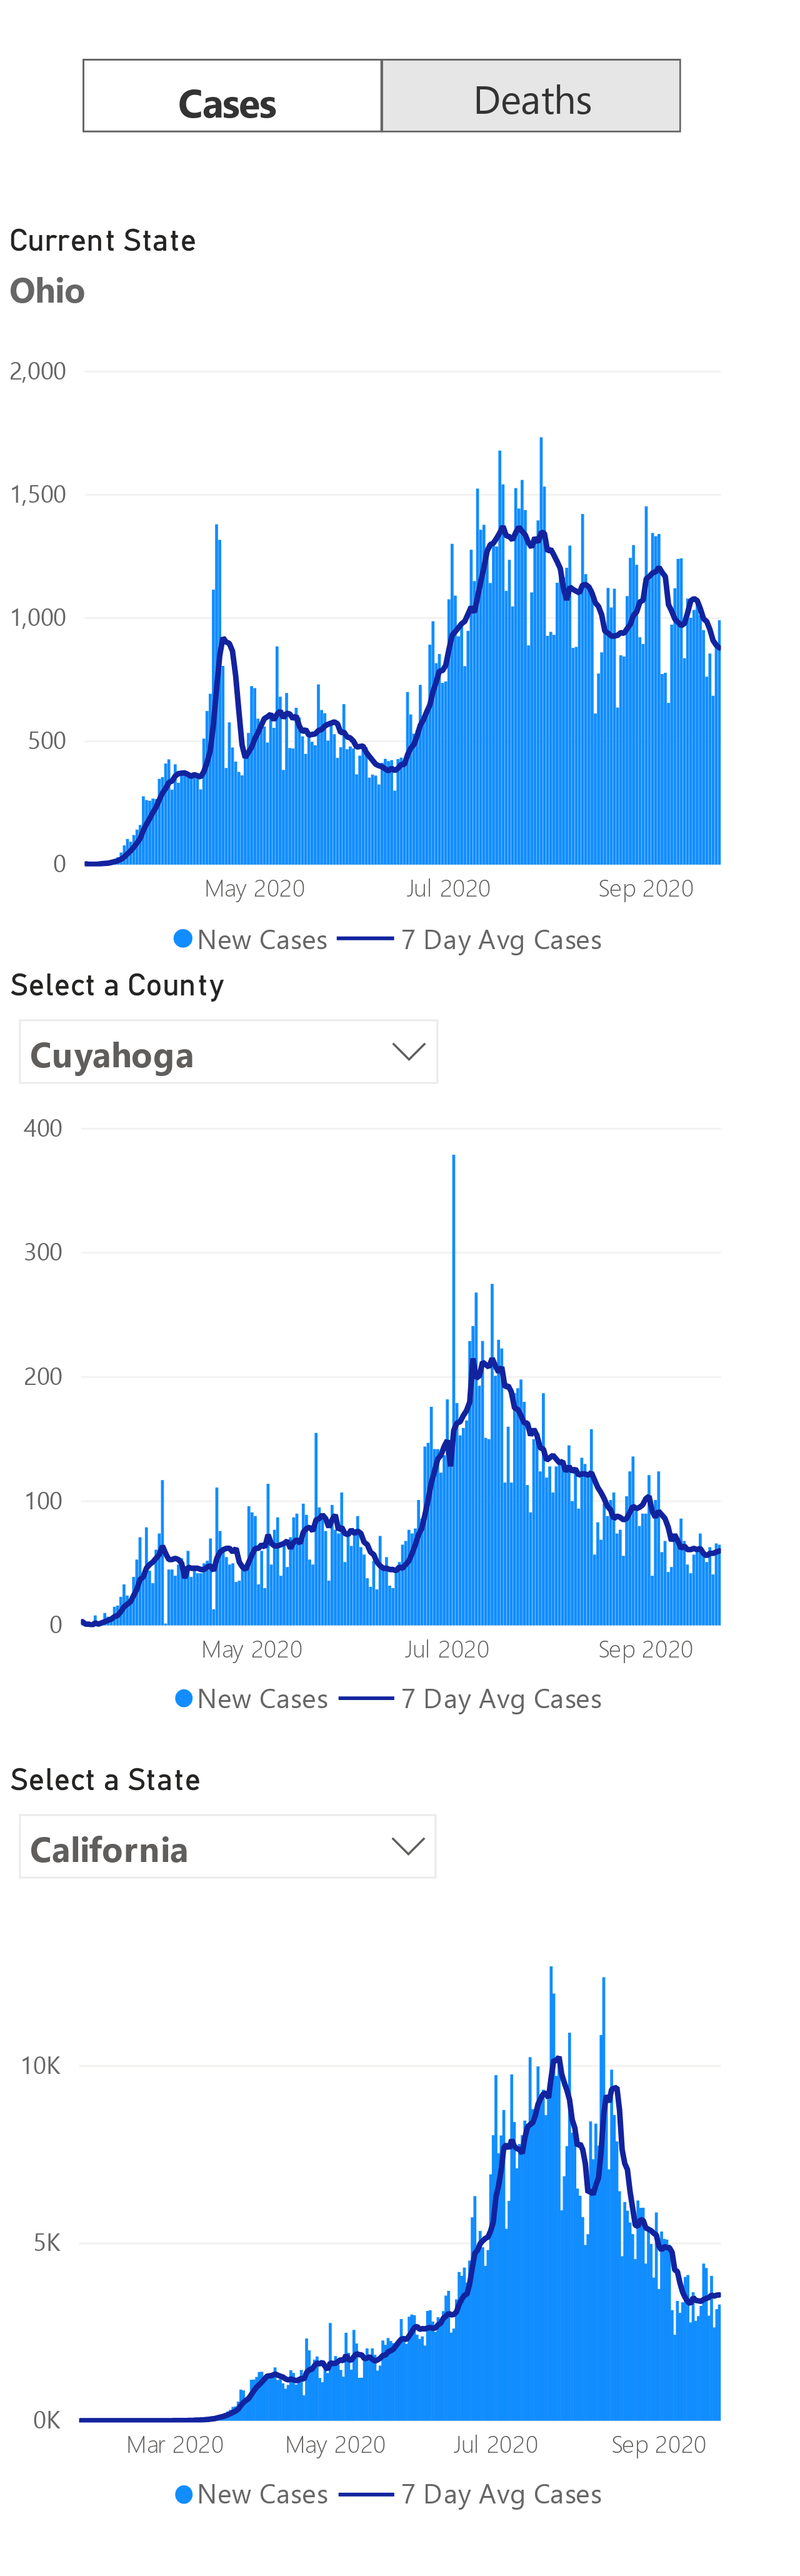 Cases Deaths
Current State
Ohio
2,000
1,500
1,000
500
0
May 2020 Jul 2020 Sep 2020
New Cases 7 Day Avg Cases
Select a County
Cuyahoga
400
300
200
100
0
May 2020 Jul 2020 Sep 2020
New Cases 7 Day Avg Cases
Select a State
California
10K
5K
0K
Mar 2020 May 2020 Jul 2020 Sep 2020
New Cases 7 Day Avg Cases